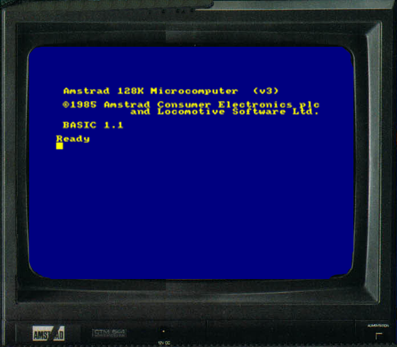 Amstrad 128K Microcomputer (v3)
©1985 Amstrad Consumer Electronics plc
and Locomotive Software Ltd.
BASIC 1.1
Ready
AMSTRAD